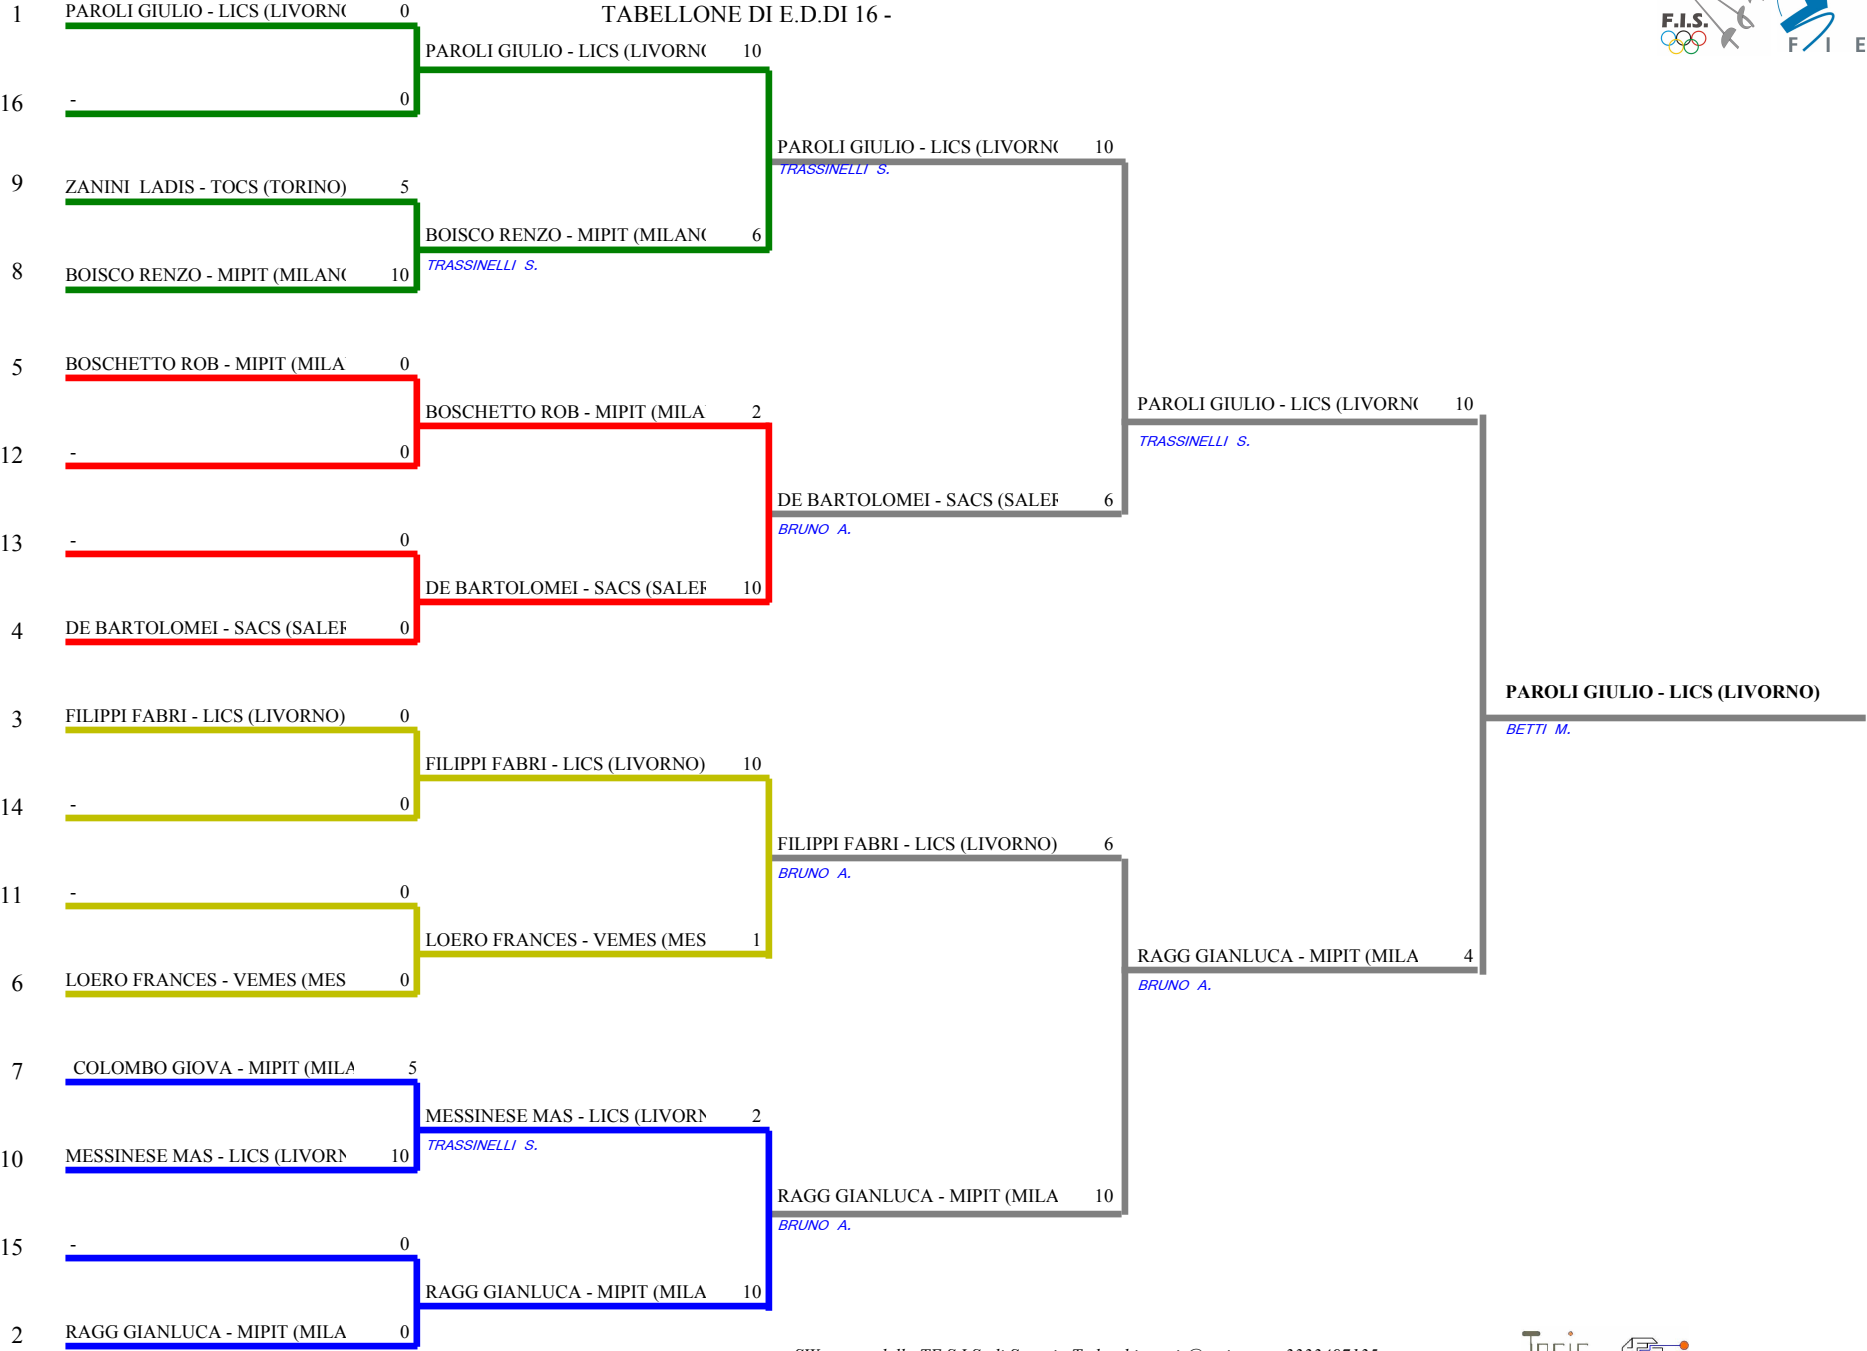 TABELLONE DI E.D.DI 16 -
F.I.S.
F I E
1 PAROLI GIULIO - LICS (LIVORN 0
16 - 0
9 ZANINI LADIS - TOCS (TORINO) 5
8 BOISCO RENZO - MIPIT (MILAN 10
5 BOSCHETTO ROB - MIPIT (MILA 0
12 - 0
13 - 0
4 DE BARTOLOMEI - SACS (SALER 0
3 FILIPPI FABRI - LICS (LIVORNO) 0
14 - 0
11 - 0
6 LOERO FRANCES - VEMES (MES 0
7 COLOMBO GIOVA - MIPIT (MILA 5
10 MESSINESE MAS - LICS (LIVORN 10
15 - 0
2 RAGG GIANLUCA - MIPIT (MILA 0
PAROLI GIULIO - LICS (LIVORN 10
BOISCO RENZO - MIPIT (MILAN 6
TRASSINELLI S.
BOSCHETTO ROB - MIPIT (MILA 2
DE BARTOLOMEI - SACS (SALER 10
FILIPPI FABRI - LICS (LIVORNO) 10
LOERO FRANCES - VEMES (MES 1
MESSINESE MAS - LICS (LIVORN 2
TRASSINELLI S.
RAGG GIANLUCA - MIPIT (MILA 10
PAROLI GIULIO - LICS (LIVORN 10
TRASSINELLI S.
DE BARTOLOMEI - SACS (SALER 6
BRUNO A.
FILIPPI FABRI - LICS (LIVORNO) 6
BRUNO A.
RAGG GIANLUCA - MIPIT (MILA 10
BRUNO A.
PAROLI GIULIO - LICS (LIVORN 10
TRASSINELLI S.
RAGG GIANLUCA - MIPIT (MILA 4
BRUNO A.
PAROLI GIULIO - LICS (LIVORNO)
BETTI M.